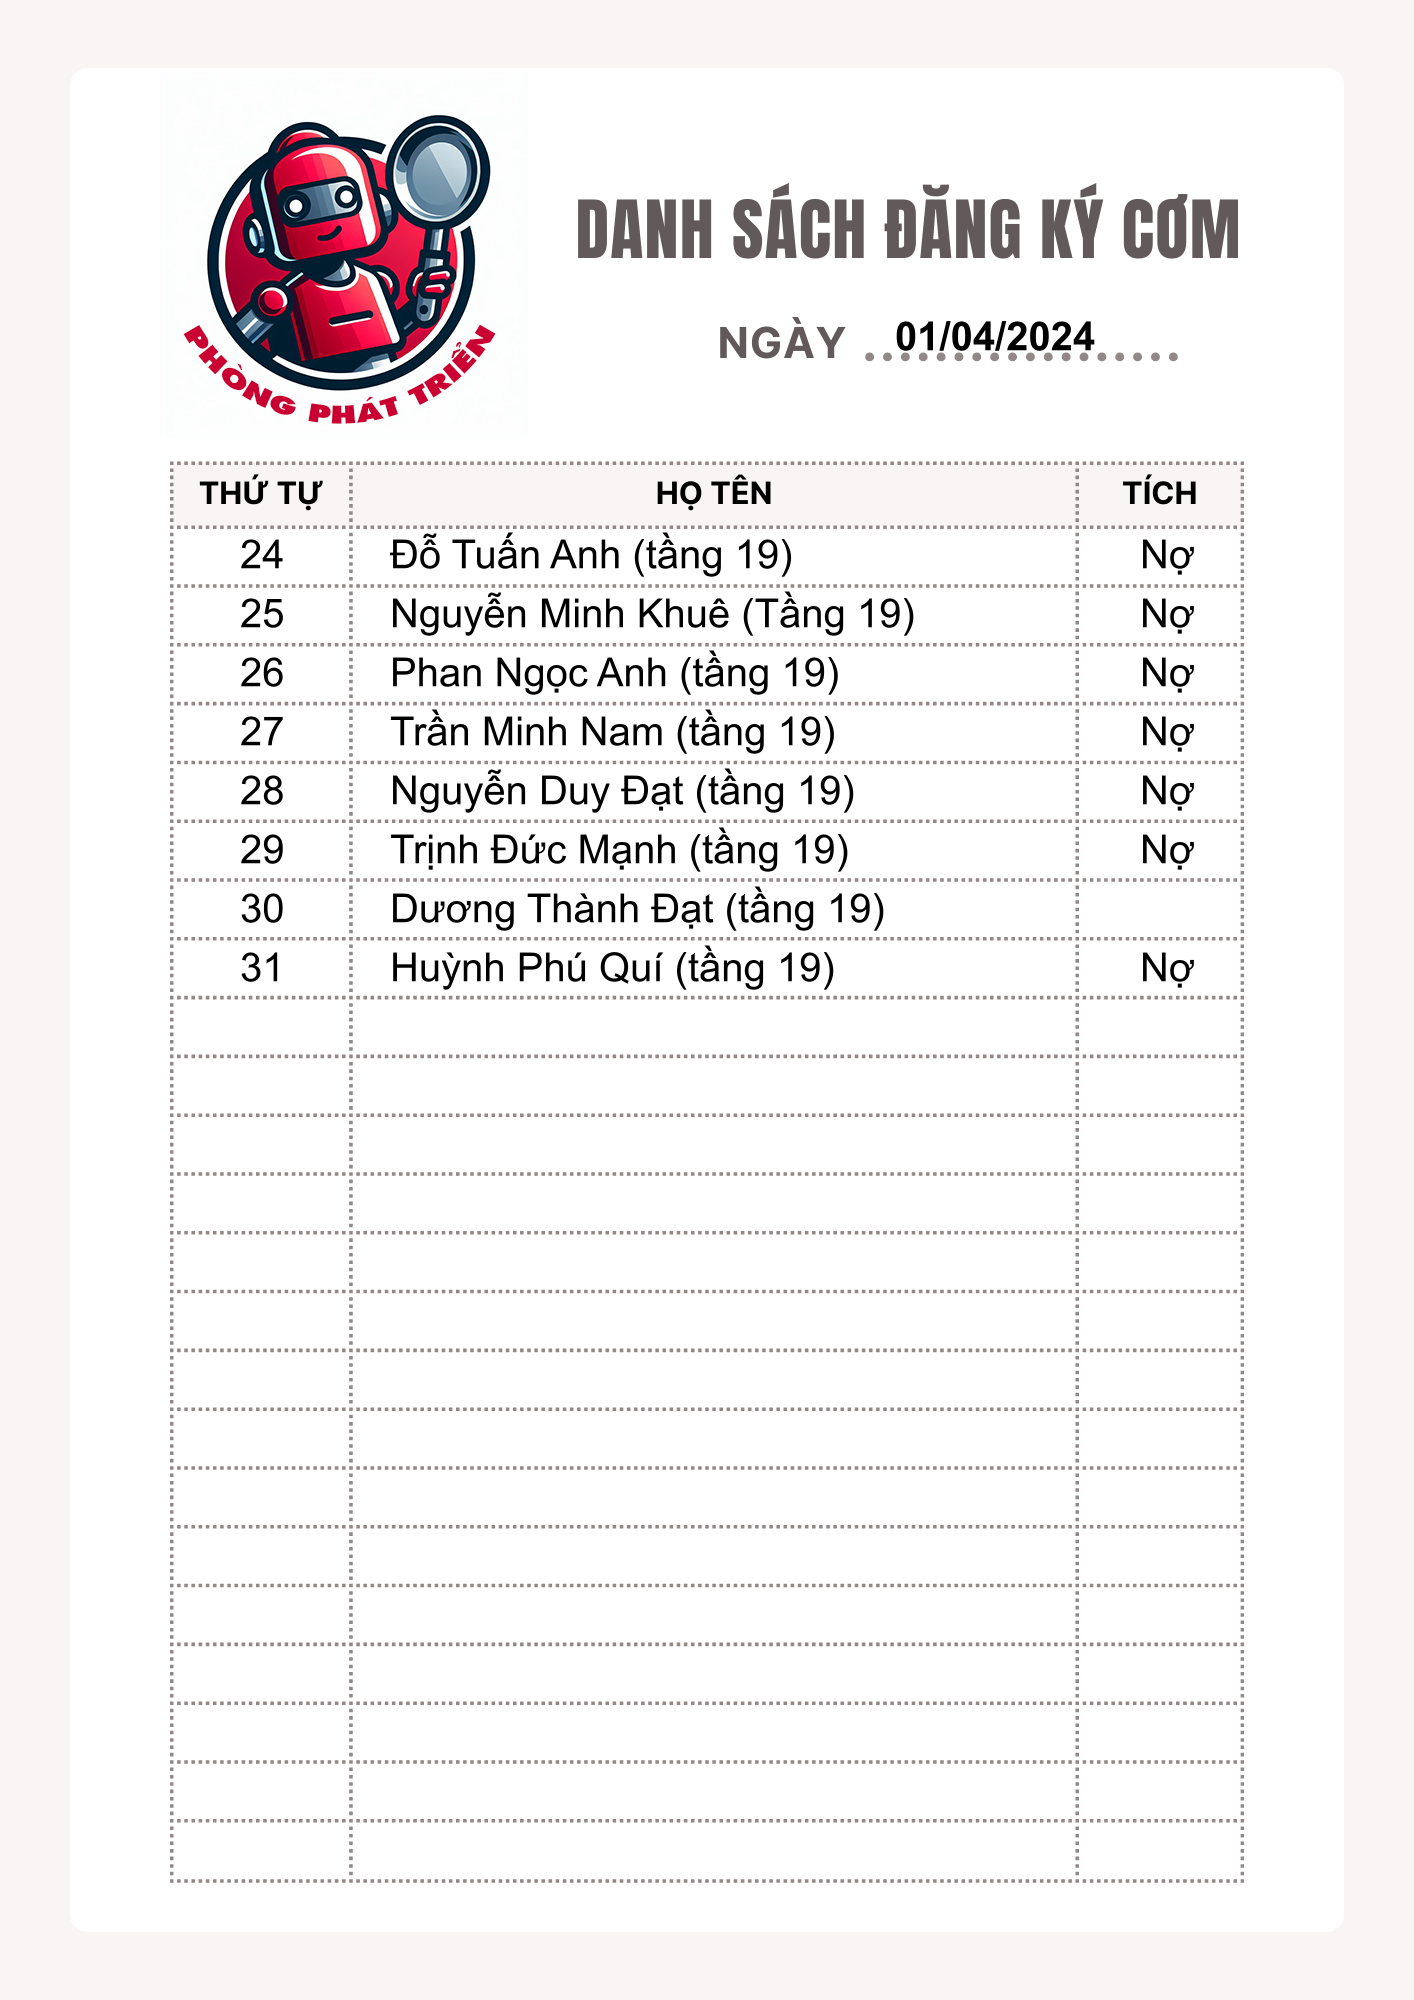 PHÒNG PHÁT TRIỂN
DANH SÁCH ĐĂNG KÝ CƠM
NGÀY 01/04/2024
THỨ TỰ HỌ TÊN TÍCH
24 Đỗ Tuấn Anh (tầng 19) Nợ
25 Nguyễn Minh Khuê (Tầng 19) Nợ
26 Phan Ngọc Anh (tầng 19) Nợ
27 Trần Minh Nam (tầng 19) Nợ
28 Nguyễn Duy Đạt (tầng 19) Nợ
29 Trịnh Đức Mạnh (tầng 19) Nợ
30 Dương Thành Đạt (tầng 19)
31 Huỳnh Phú Quí (tầng 19) Nợ